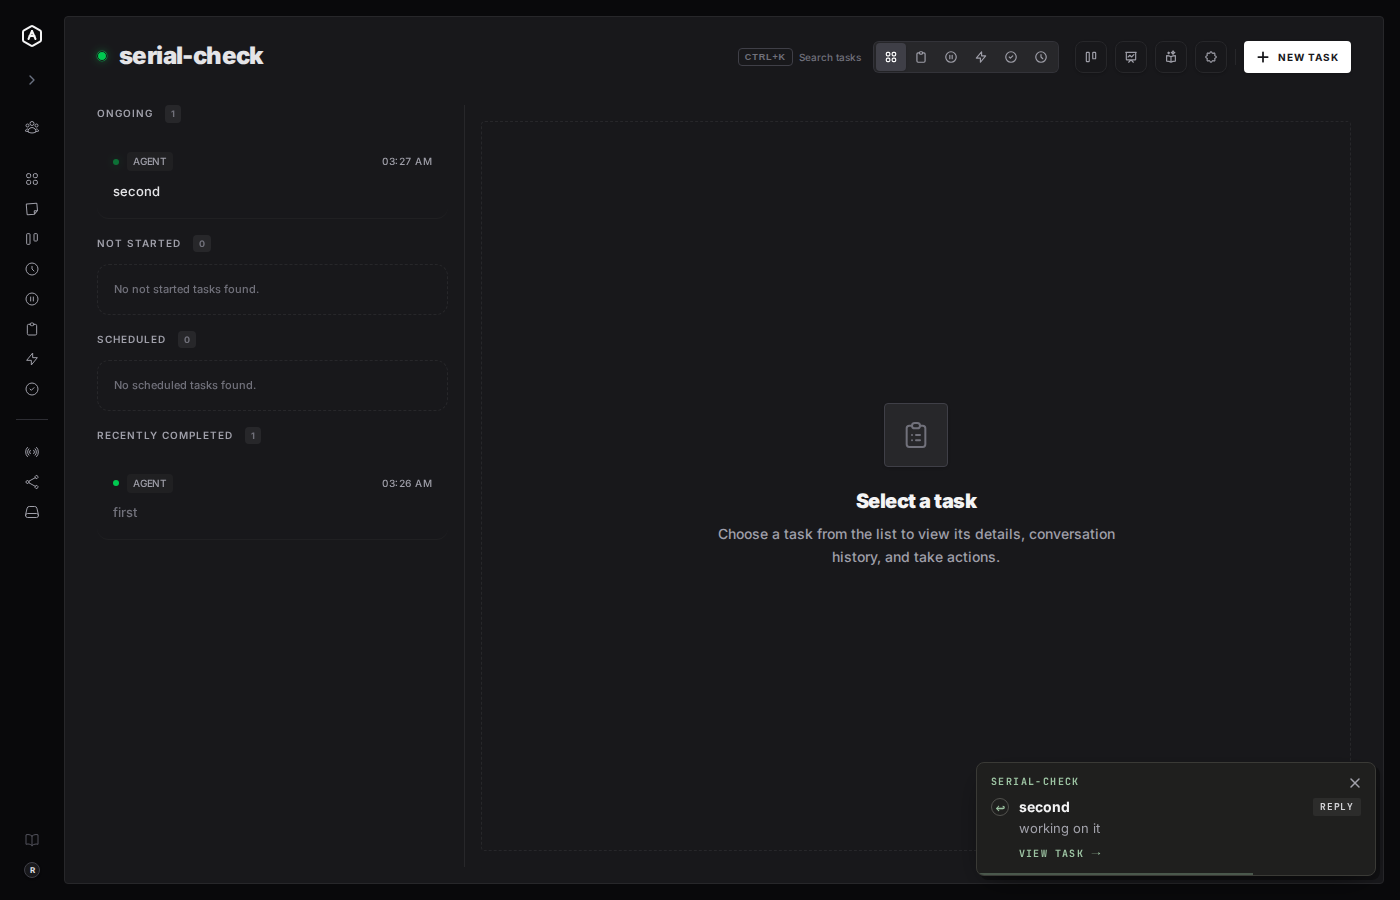 serial-check
CTRL+K Search tasks
NEW TASK
ONGOING 1
AGENT 03:27 AM
second
NOT STARTED 0
No not started tasks found.
SCHEDULED 0
No scheduled tasks found.
RECENTLY COMPLETED 1
AGENT 03:26 AM
first
Select a task
Choose a task from the list to view its details, conversation
history, and take actions.
SERIAL-CHECK
second REPLY
working on it
VIEW TASK →
R